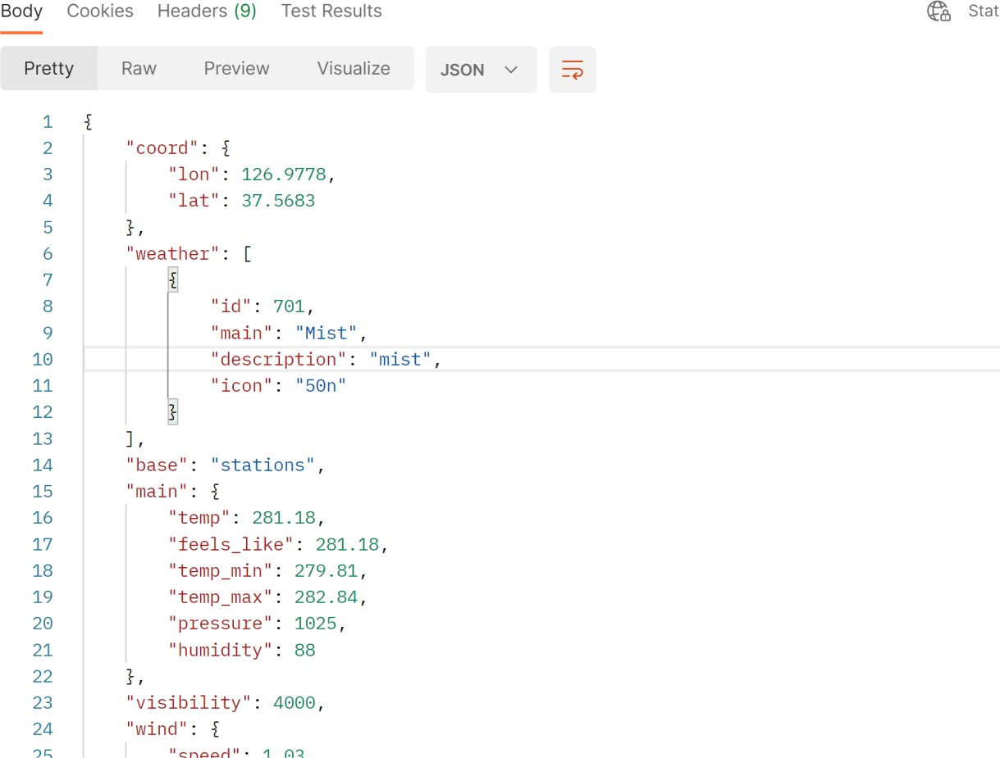 Body Cookies Headers (9) Test Results Stat
Pretty Raw Preview Visualize JSON
1 {
2 "coord": {
3 "lon": 126.9778,
4 "lat": 37.5683
5 },
6 "weather": [
7 {
8 "id": 701,
9 "main": "Mist",
10 "description": "mist",
11 "icon": "50n"
12 }
13 ],
14 "base": "stations",
15 "main": {
16 "temp": 281.18,
17 "feels_like": 281.18,
18 "temp_min": 279.81,
19 "temp_max": 282.84,
20 "pressure": 1025,
21 "humidity": 88
22 },
23 "visibility": 4000,
24 "wind": {
25 "speed": 1.03